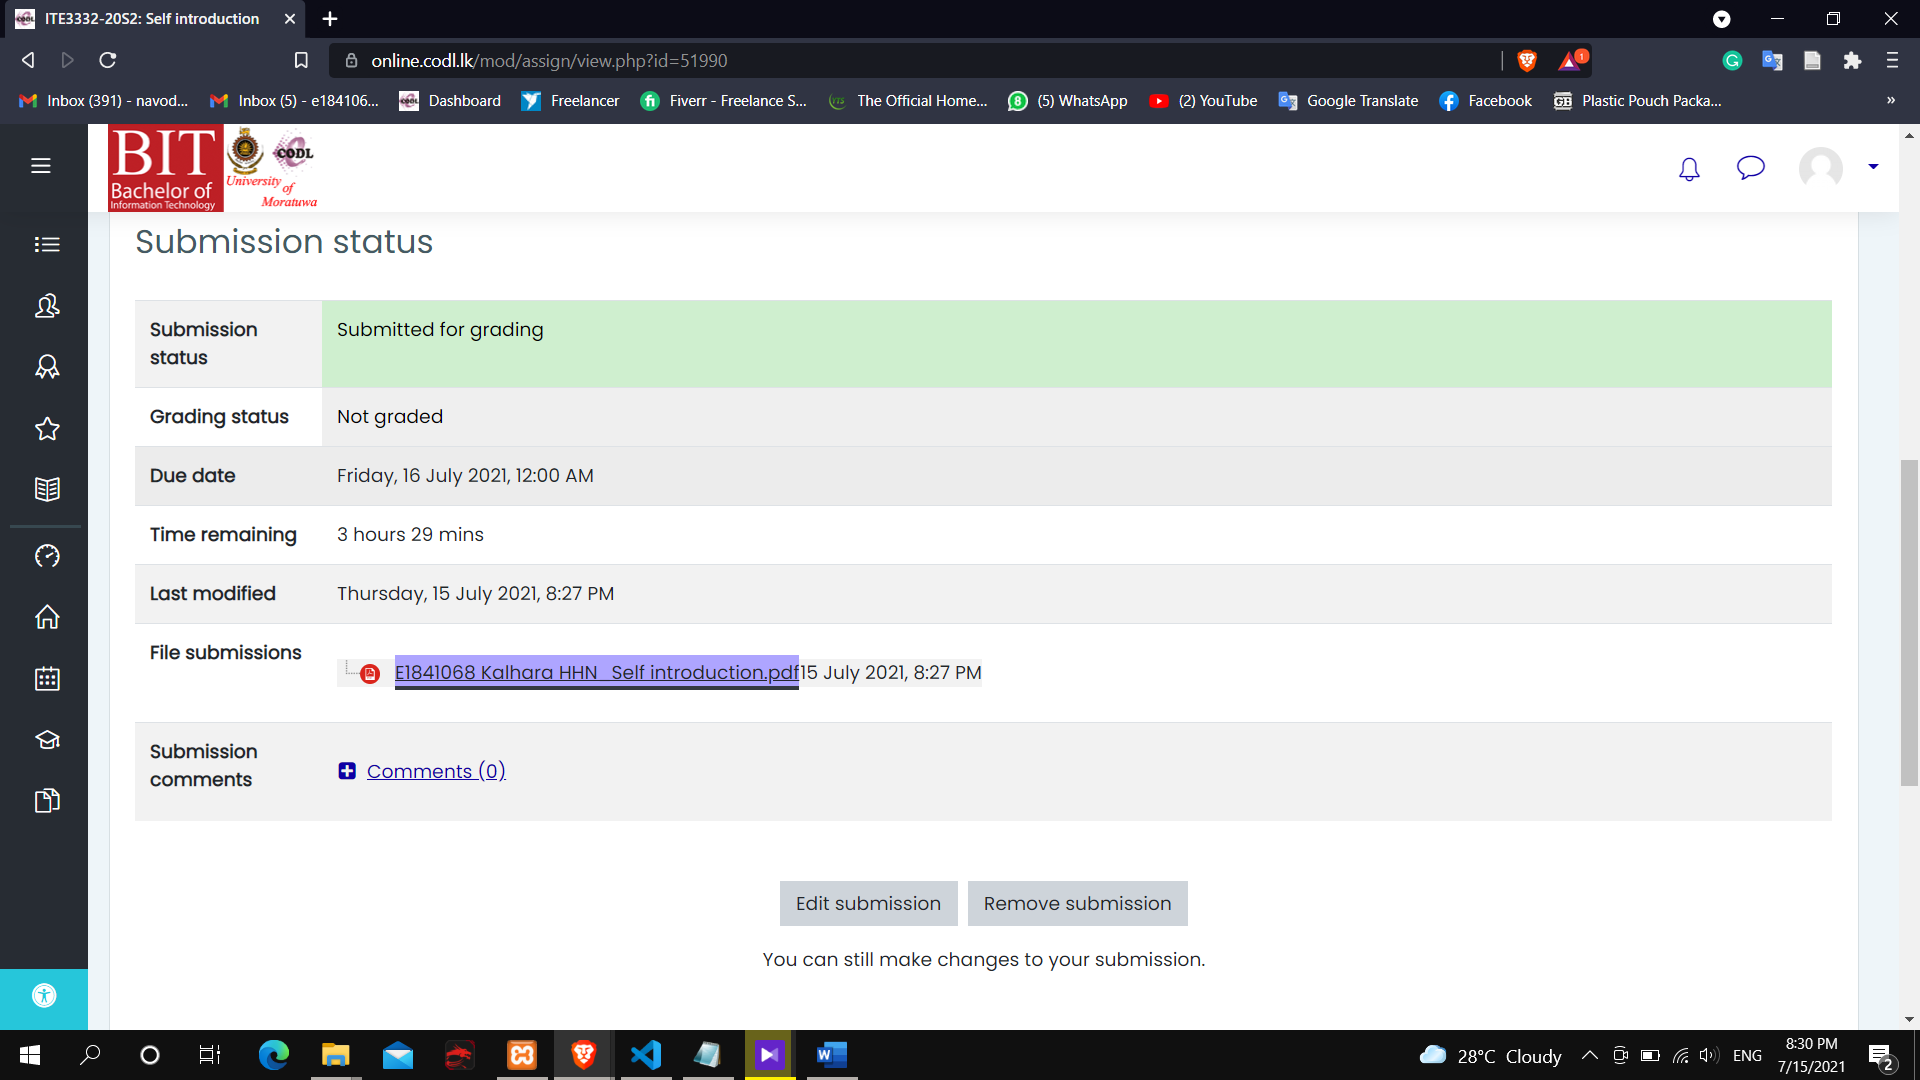 ITE3332-20S2: Self introduction
online.codl.lk/mod/assign/view.php?id=51990
1
Inbox (391) - navod...
Inbox (5) - e184106...
Dashboard
Freelancer
Fiverr - Freelance S...
The Official Home...
(5) WhatsApp
(2) YouTube
Google Translate
Facebook
Plastic Pouch Packa...
»
BIT
Bachelor of
Information Technology
CODL
University of
Moratuwa
Submission status
Submission status
Submitted for grading
Grading status
Not graded
Due date
Friday, 16 July 2021, 12:00 AM
Time remaining
3 hours 29 mins
Last modified
Thursday, 15 July 2021, 8:27 PM
File submissions
E1841068 Kalhara HHN _Self introduction.pdf15 July 2021, 8:27 PM
Submission comments
Comments (0)
Edit submission
Remove submission
You can still make changes to your submission.
28°C Cloudy
ENG
8:30 PM
7/15/2021
2